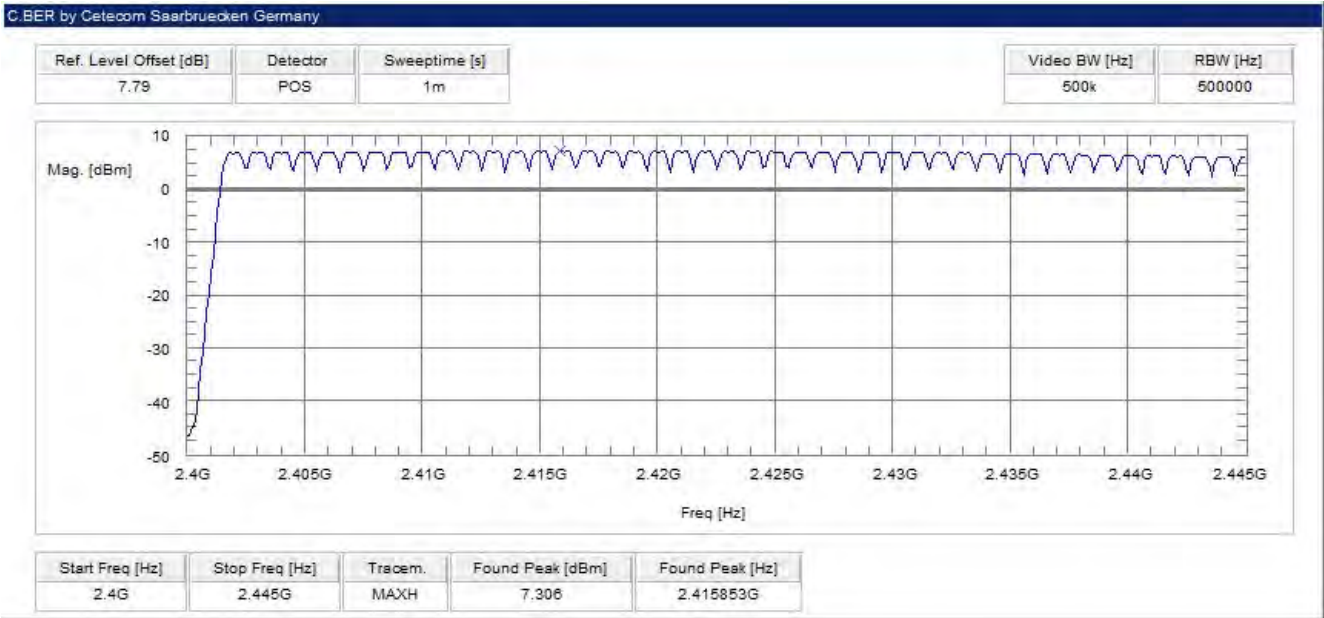 C.BER by Cetecom Saarbruecken Germany
Ref. Level Offset [dB] Detector Sweeptime [s] Video BW [Hz] RBW [Hz]
7.79 POS 1m 500k 500000
10
Mag. [dBm]
0
-10
-20
-30
-40
-50
2.4G 2.405G 2.41G 2.415G 2.42G 2.425G 2.43G 2.435G 2.44G 2.445G
Freq [Hz]
Start Freq [Hz] Stop Freq [Hz] Tracem. Found Peak [dBm] Found Peak [Hz]
2.4G 2.445G MAXH 7.306 2.415853G